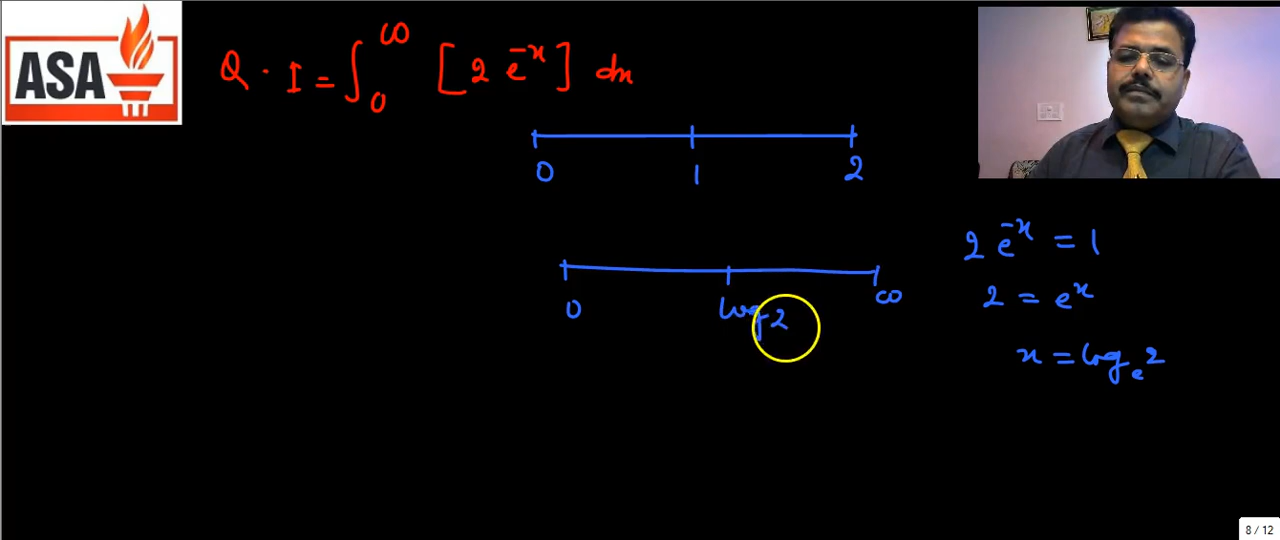 ASA
Q. I = ∫₀^∞ [2 e^-x] dx
0 1 2
0 log 2 ∞
2 e^-x = 1
2 = e^x
x = log_e 2
8 / 12